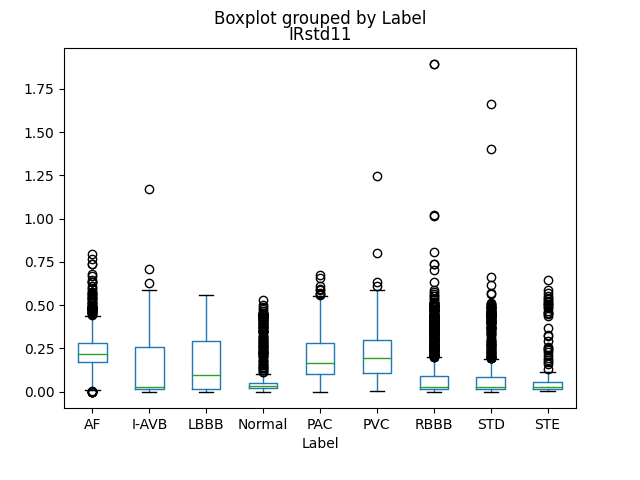 Boxplot grouped by Label
IRstd11
1.75
1.50
1.25
1.00
0.75
0.50
0.25
0.00
AF I-AVB LBBB Normal PAC PVC RBBB STD STE
Label